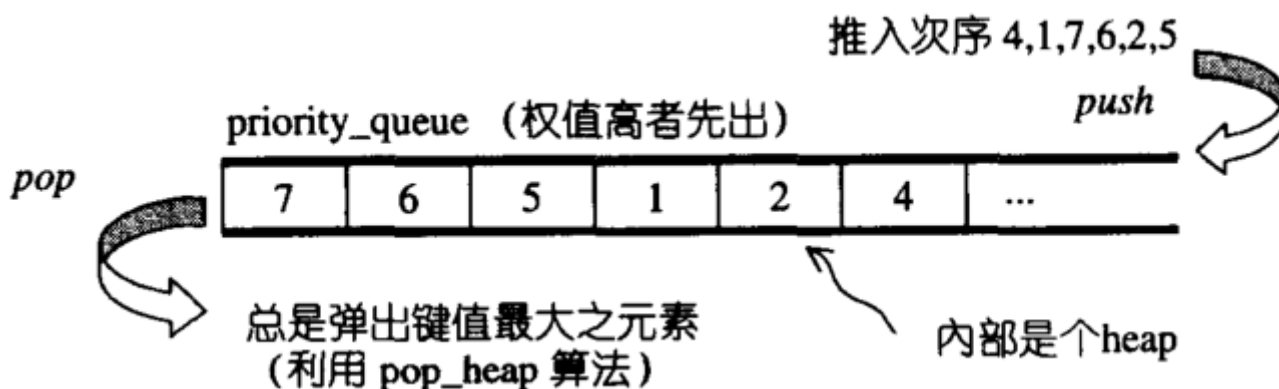 推入次序 4,1,7,6,2,5
push
priority_queue（权值高者先出）
pop
7 6 5 1 2 4 ...
总是弹出键值最大之元素
（利用 pop_heap 算法）
内部是个heap